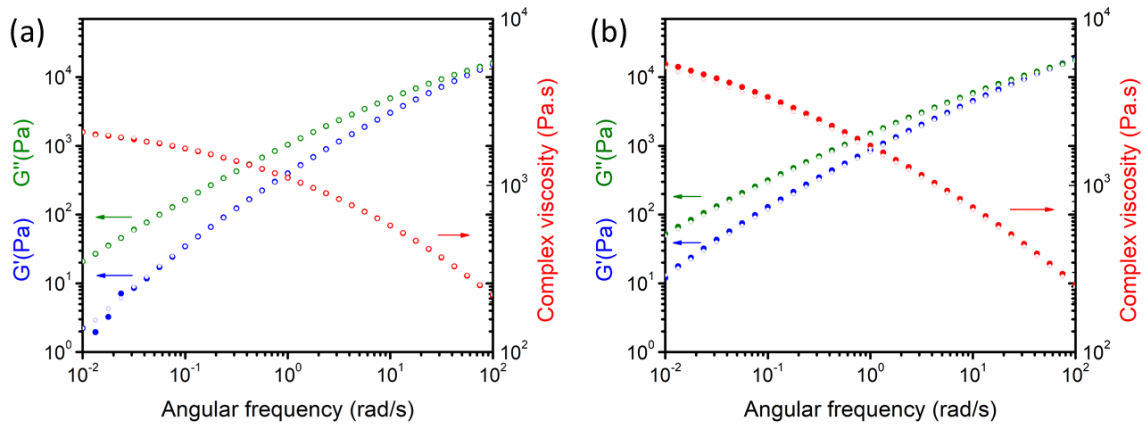 (a)
10⁴
10³
10²
10¹
10⁰
G''(Pa)
G'(Pa)
10⁻² 10⁻¹ 10⁰ 10¹ 10²
Angular frequency (rad/s)
10⁴
10³
10²
Complex viscosity (Pa.s)
(b)
10⁴
10³
10²
10¹
10⁰
G''(Pa)
G'(Pa)
10⁻² 10⁻¹ 10⁰ 10¹ 10²
Angular frequency (rad/s)
10⁴
10³
10²
Complex viscosity (Pa.s)